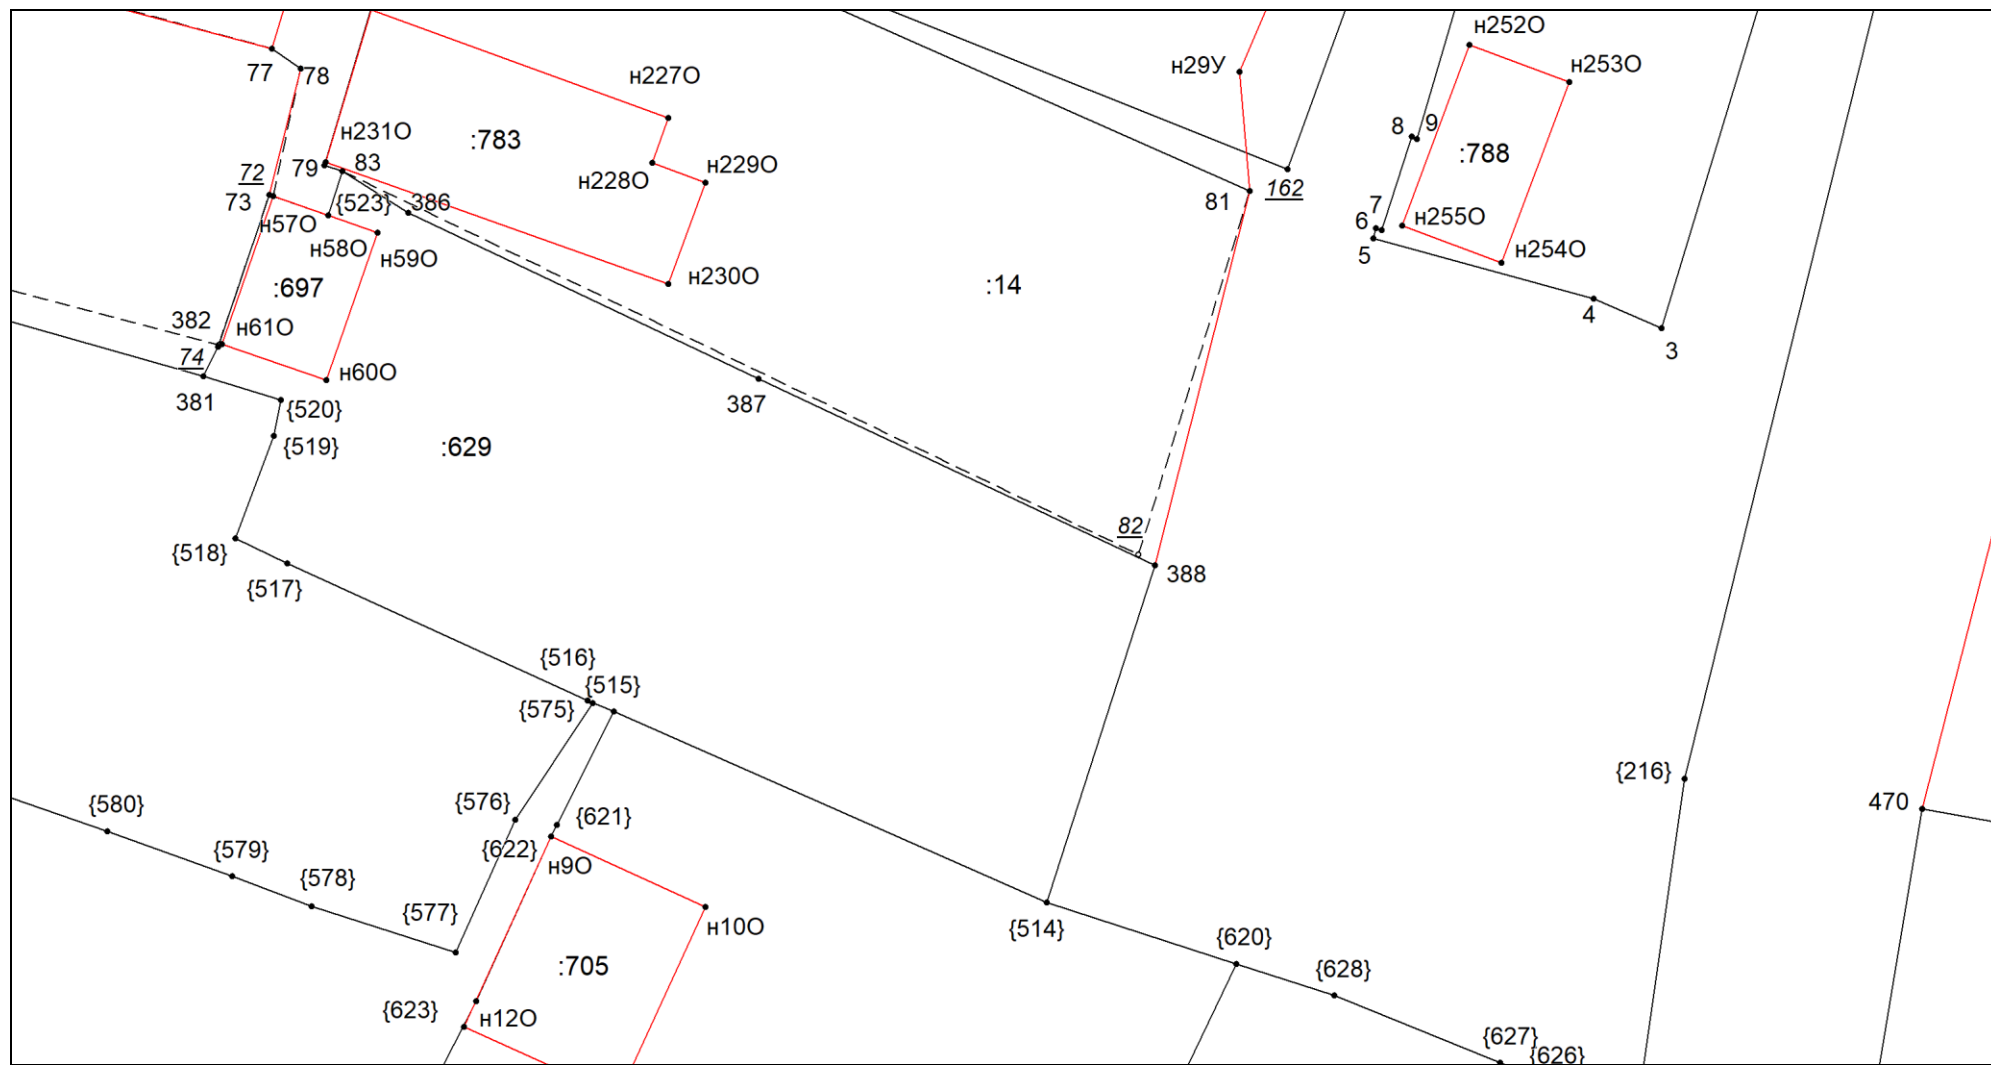 н252О
77
78
н227О
н29У
н253О
н231О
:783
8
9
:788
79
83
н228О
н229О
72
73
{523}
386
81
162
7
6
н255О
н57О
н58О
н59О
5
н254О
:697
н230О
:14
4
382
н61О
3
74
н60О
381
{520}
387
{519}
:629
82
{518}
{517}
388
{516}
{515}
{575}
{216}
470
{580}
{576}
{621}
{579}
{622}
н9О
{578}
{577}
н10О
{514}
{620}
:705
{628}
{623}
н12О
{627}
{626}